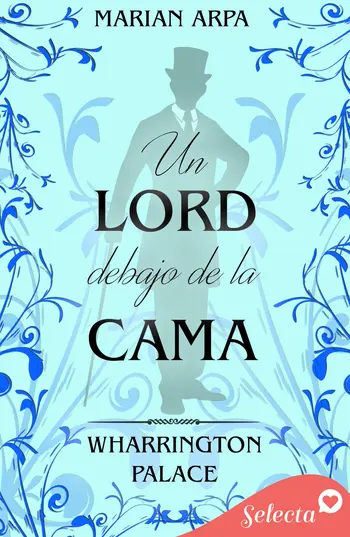 MARIAN ARPA
Un
LORD
debajo de la
CAMA
WHARRINGTON
PALACE
Selecta